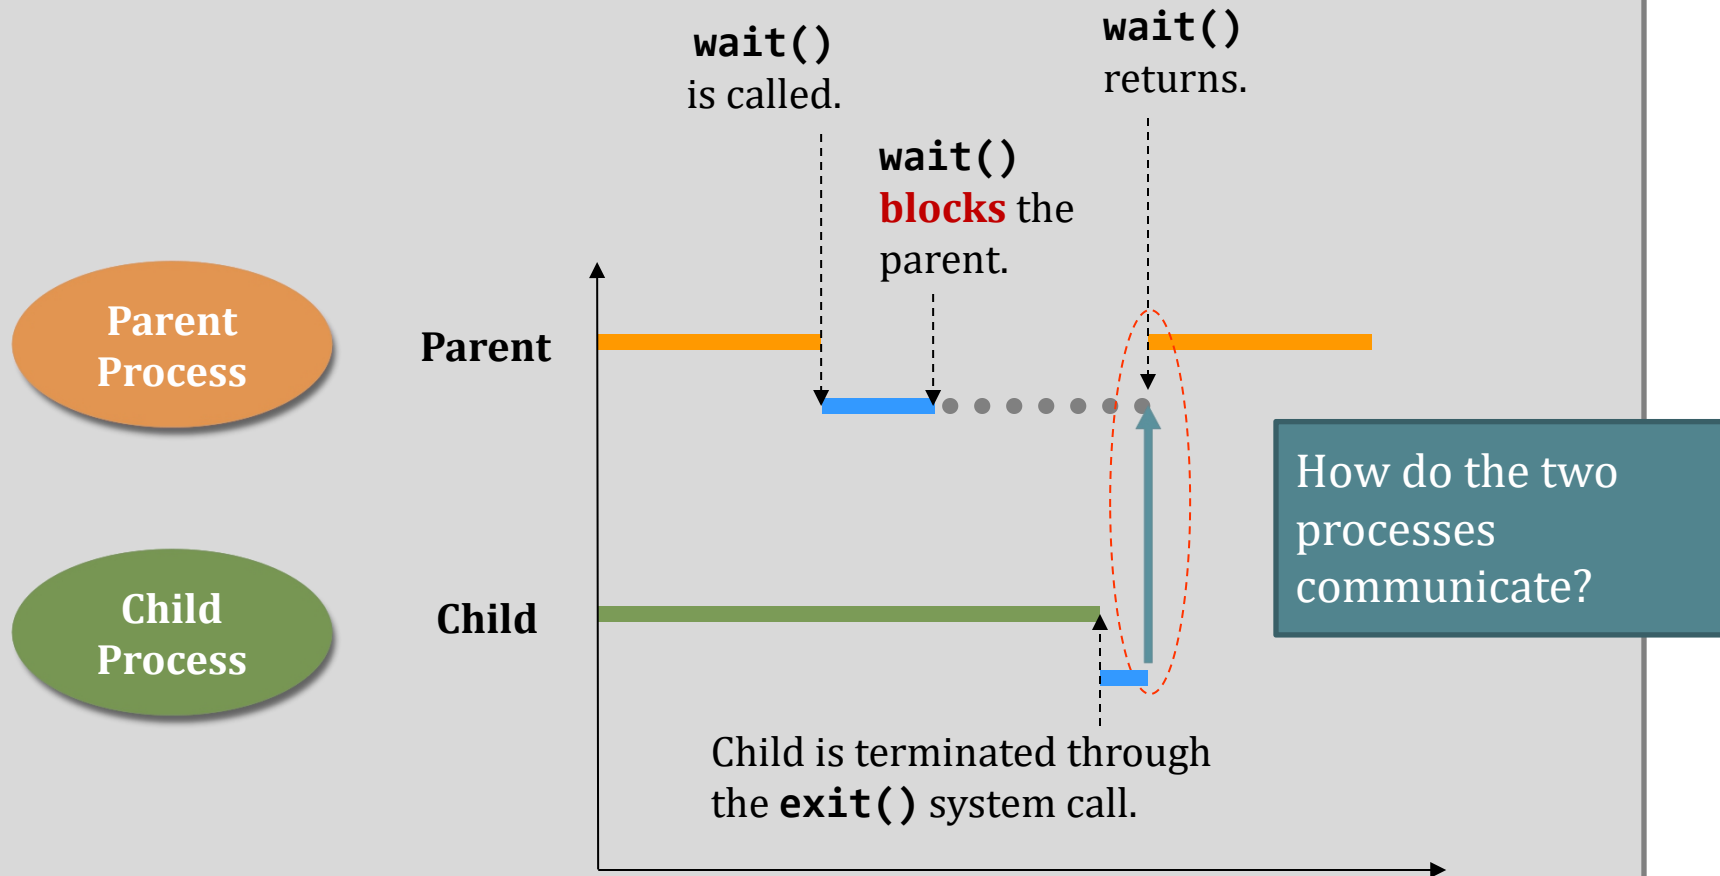 wait()
is called.
wait()
returns.
wait()
blocks the
parent.
Parent
Process
Parent
How do the two
processes
communicate?
Child
Process
Child
Child is terminated through
the exit() system call.